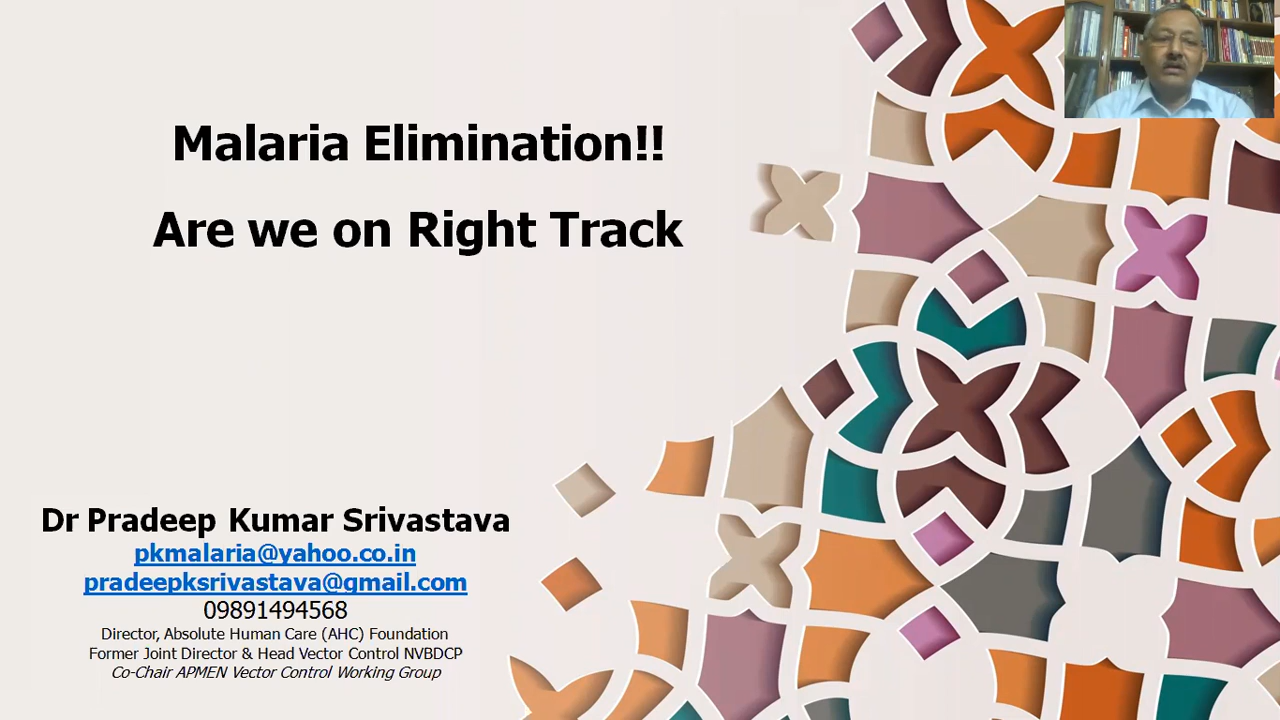 Malaria Elimination!!
Are we on Right Track
Dr Pradeep Kumar Srivastava
pkmalaria@yahoo.co.in
pradeepksrivastava@gmail.com
09891494568
Director, Absolute Human Care (AHC) Foundation
Former Joint Director & Head Vector Control NVBDCP
Co-Chair APMEN Vector Control Working Group